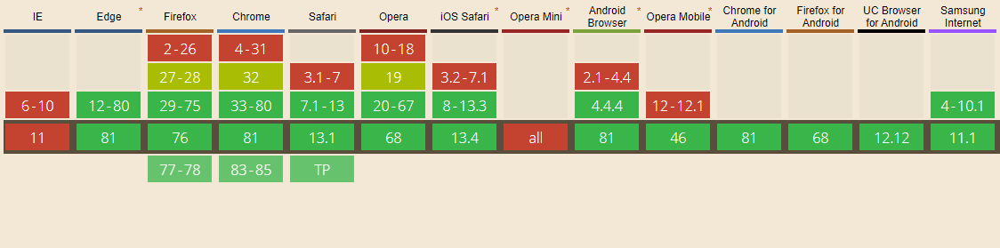 IE Edge * Firefox Chrome Safari Opera iOS Safari * Opera Mini * Android Browser * Opera Mobile * Chrome for Android Firefox for Android UC Browser for Android Samsung Internet
2-26 4-31 10-18
27-28 32 3.1-7 19 3.2-7.1 2.1-4.4
6-10 12-80 29-75 33-80 7.1-13 20-67 8-13.3 4.4.4 12-12.1 4-10.1
11 81 76 81 13.1 68 13.4 all 81 46 81 68 12.12 11.1
77-78 83-85 TP